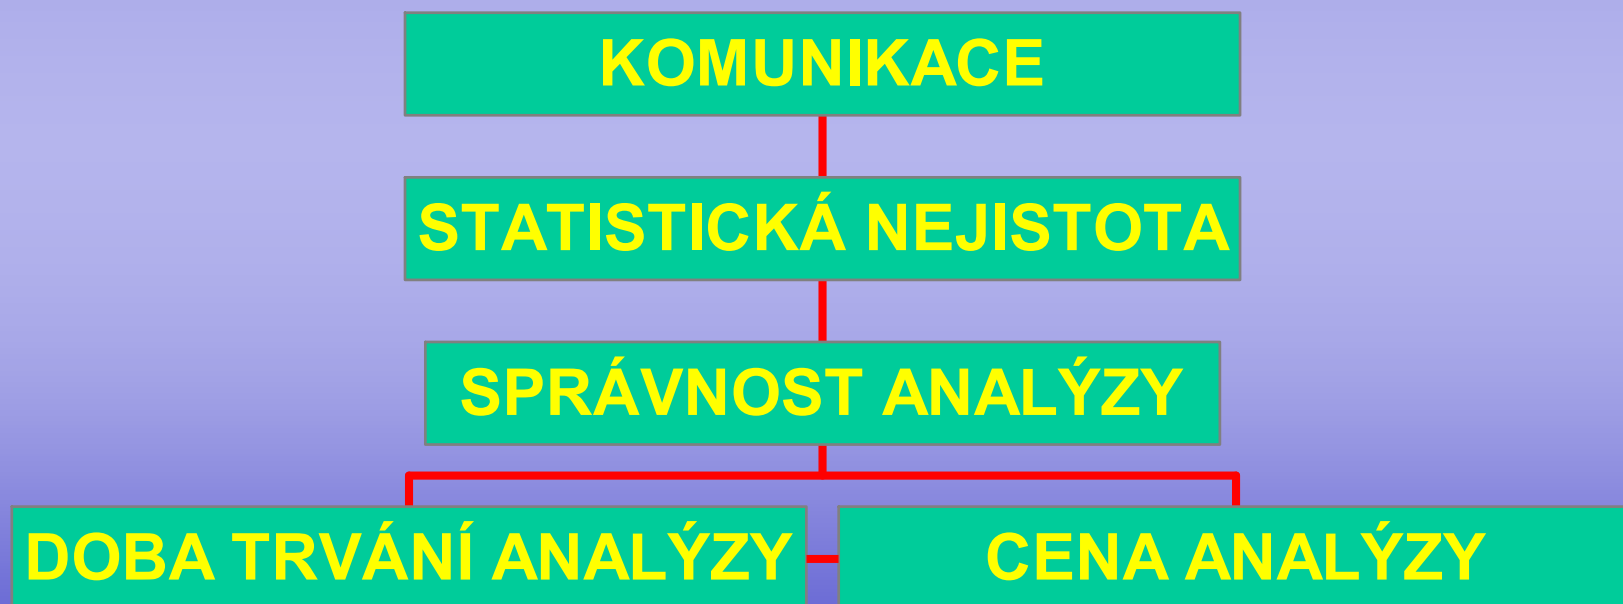 KOMUNIKACE
STATISTICKÁ NEJISTOTA
SPRÁVNOST ANALÝZY
DOBA TRVÁNÍ ANALÝZY
CENA ANALÝZY